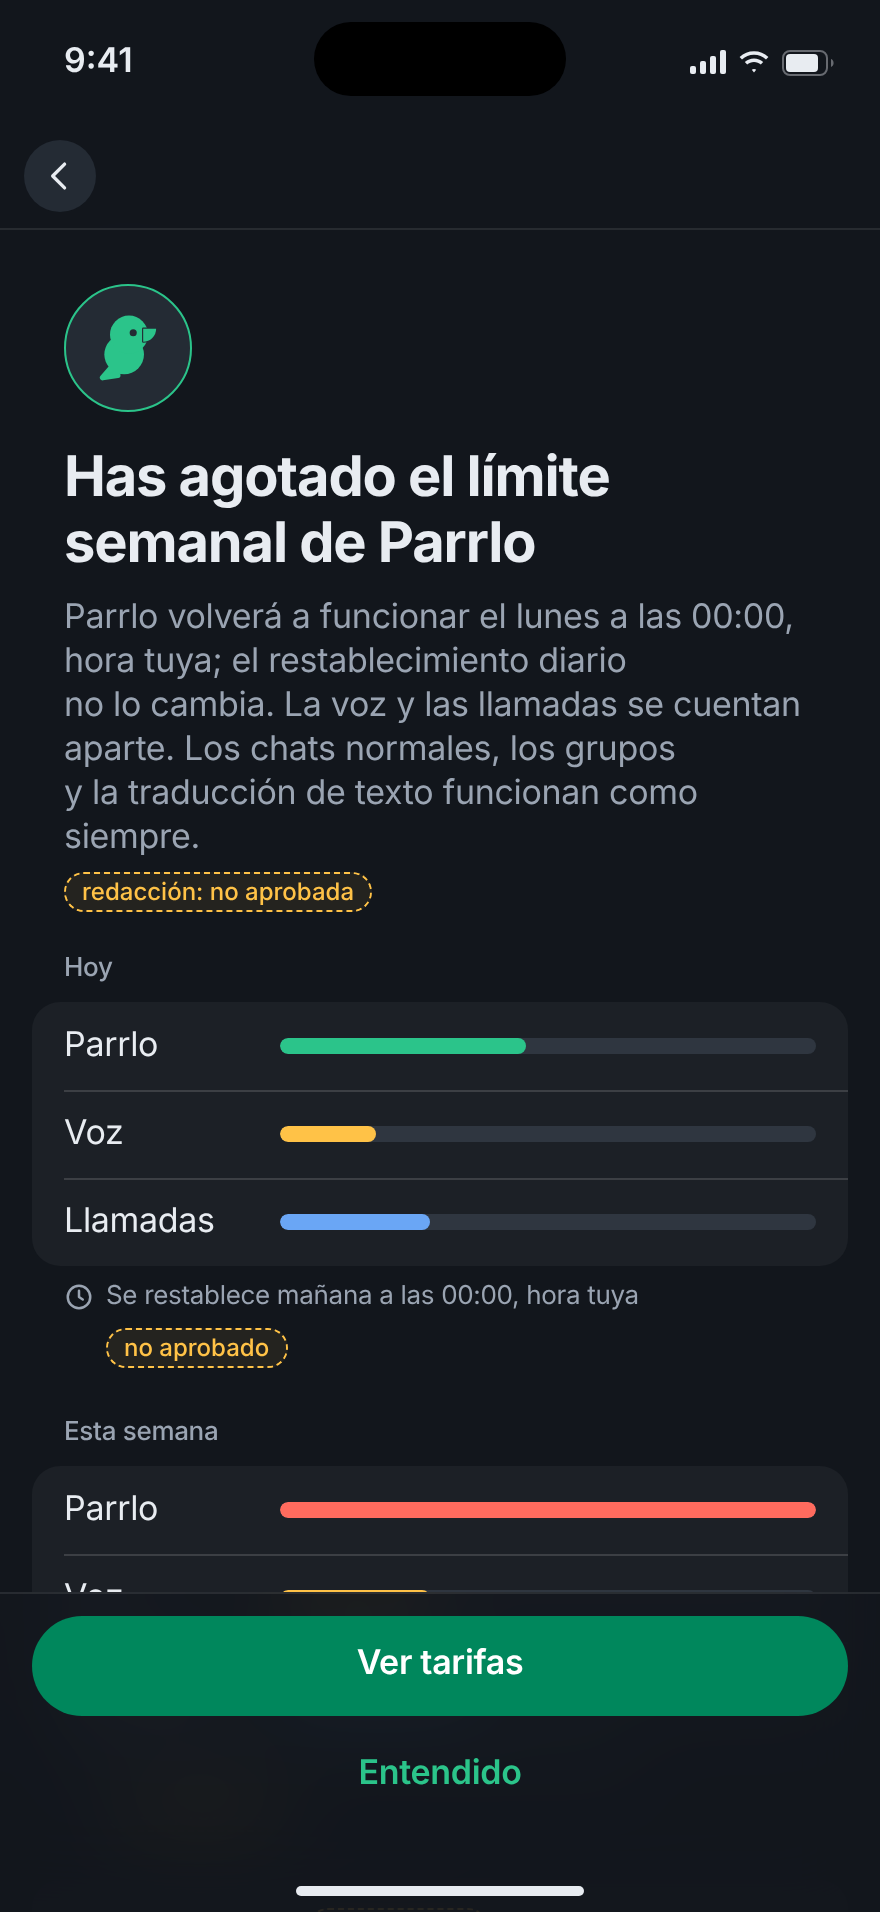 9:41
Has agotado el límite
semanal de Parrlo
Parrlo volverá a funcionar el lunes a las 00:00,
hora tuya; el restablecimiento diario
no lo cambia. La voz y las llamadas se cuentan
aparte. Los chats normales, los grupos
y la traducción de texto funcionan como
siempre.
redacción: no aprobada
Hoy
Parrlo
Voz
Llamadas
Se restablece mañana a las 00:00, hora tuya
no aprobado
Esta semana
Parrlo
Voz
Ver tarifas
Entendido